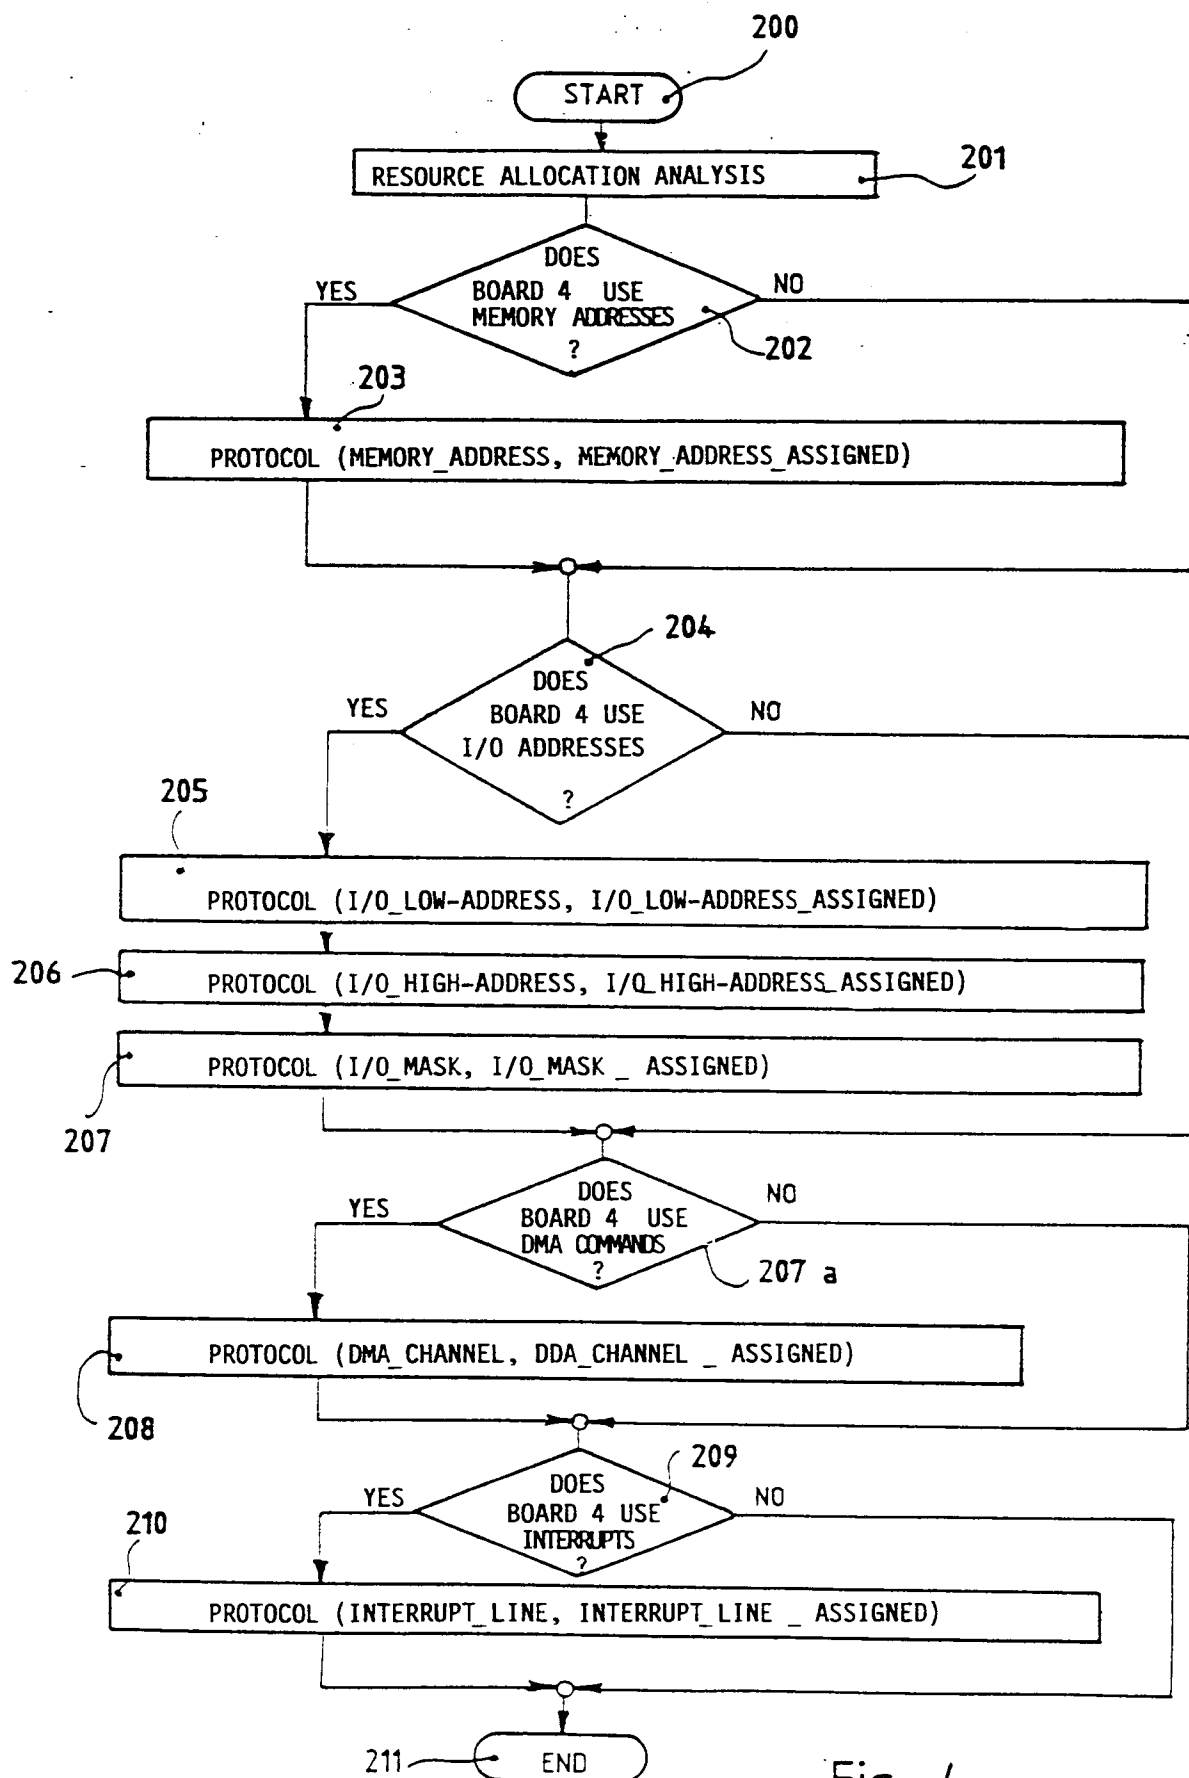 200
START
RESOURCE ALLOCATION ANALYSIS
201
DOES
BOARD 4 USE
MEMORY ADDRESSES
?
YES
NO
202
203
PROTOCOL (MEMORY_ADDRESS, MEMORY_ADDRESS_ASSIGNED)
204
DOES
BOARD 4 USE
I/O ADDRESSES
?
YES
NO
205
PROTOCOL (I/O_LOW-ADDRESS, I/O_LOW-ADDRESS_ASSIGNED)
206
PROTOCOL (I/O_HIGH-ADDRESS, I/O_HIGH-ADDRESS_ASSIGNED)
PROTOCOL (I/O_MASK, I/O_MASK _ ASSIGNED)
207
DOES
BOARD 4 USE
DMA COMMANDS
?
YES
NO
207 a
PROTOCOL (DMA_CHANNEL, DDA_CHANNEL _ ASSIGNED)
208
209
DOES
BOARD 4 USE
INTERRUPTS
?
YES
NO
210
PROTOCOL (INTERRUPT_LINE, INTERRUPT_LINE _ ASSIGNED)
211
END
Fig.